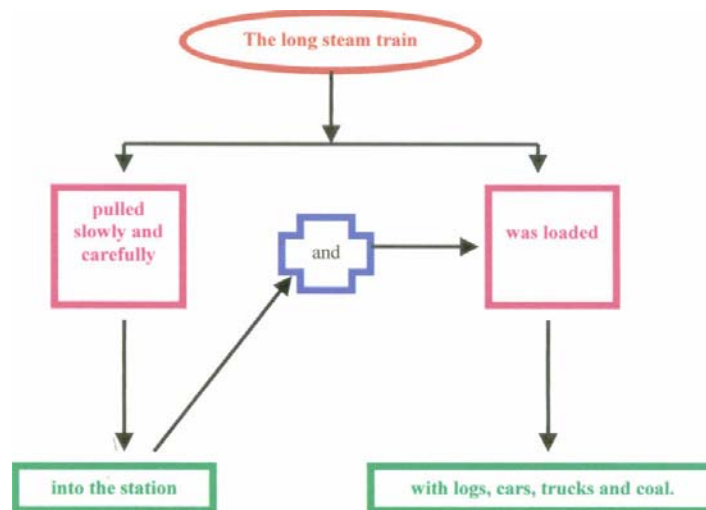 The long steam train
pulled
slowly and
carefully
and
was loaded
into the station
with logs, cars, trucks and coal.